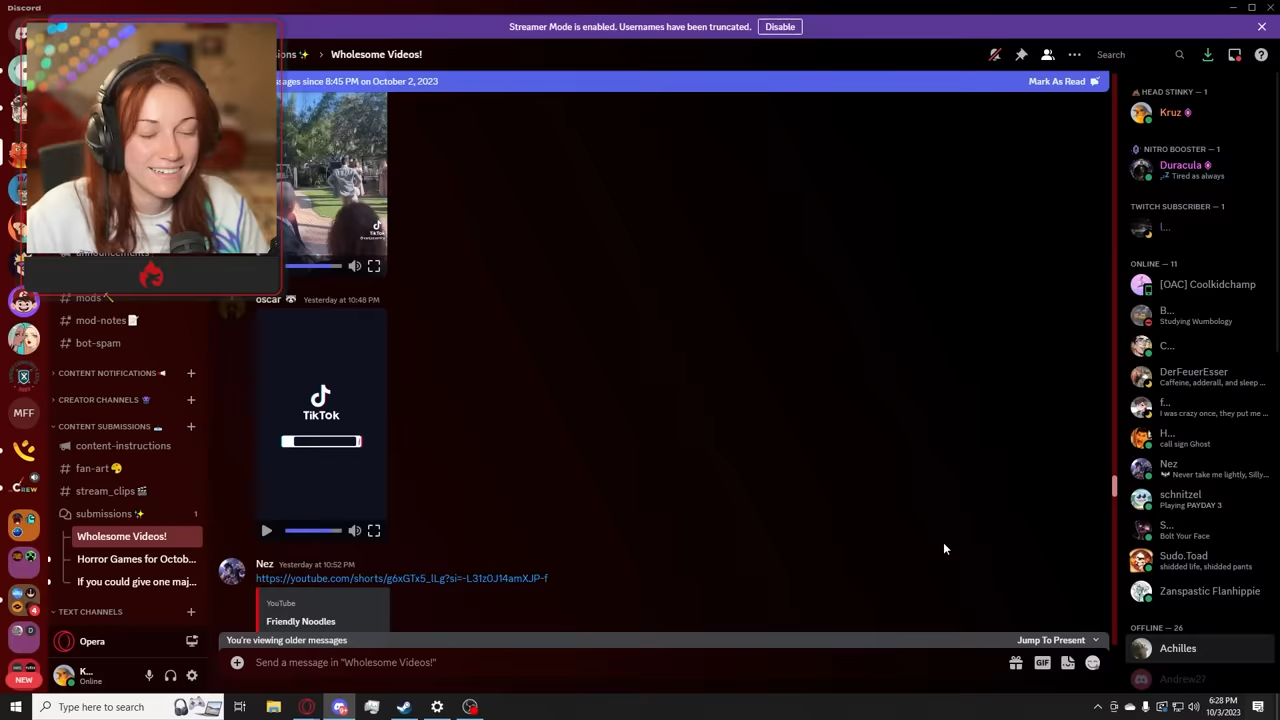 Discord
Streamer Mode is enabled. Usernames have been truncated.
Disable
Wholesome Videos!
Search
sages since 8:45 PM on October 2, 2023
Mark As Read
TikTok
announcements
mods
mod-notes
bot-spam
CONTENT NOTIFICATIONS
CREATOR CHANNELS
CONTENT SUBMISSIONS
content-instructions
fan-art
stream_clips
submissions
1
Wholesome Videos!
Horror Games for Octob...
If you could give one maj...
TEXT CHANNELS
Opera
K...
Online
MFF
CREW
4
D
NEW
oscar
Yesterday at 10:48 PM
TikTok
Nez
Yesterday at 10:52 PM
https://youtube.com/shorts/g6xGTx5_lLg?si=-L31zOJ14amXJP-f
YouTube
Friendly Noodles
You're viewing older messages
Jump To Present
Send a message in "Wholesome Videos!"
GIF
HEAD STINKY — 1
Kruz
NITRO BOOSTER — 1
Duracula
Tired as always
TWITCH SUBSCRIBER — 1
l...
ONLINE — 11
[OAC] Coolkidchamp
B...
Studying Wumbology
C...
DerFeuerEsser
Caffeine, adderall, and sleep ...
f...
I was crazy once, they put me ...
H...
call sign Ghost
Nez
Never take me lightly, Silly...
schnitzel
Playing PAYDAY 3
S...
Bolt Your Face
Sudo.Toad
shidded life, shidded pants
Zanspastic Flanhippie
OFFLINE — 26
Achilles
Andrew27
Type here to search
6:28 PM
10/3/2023